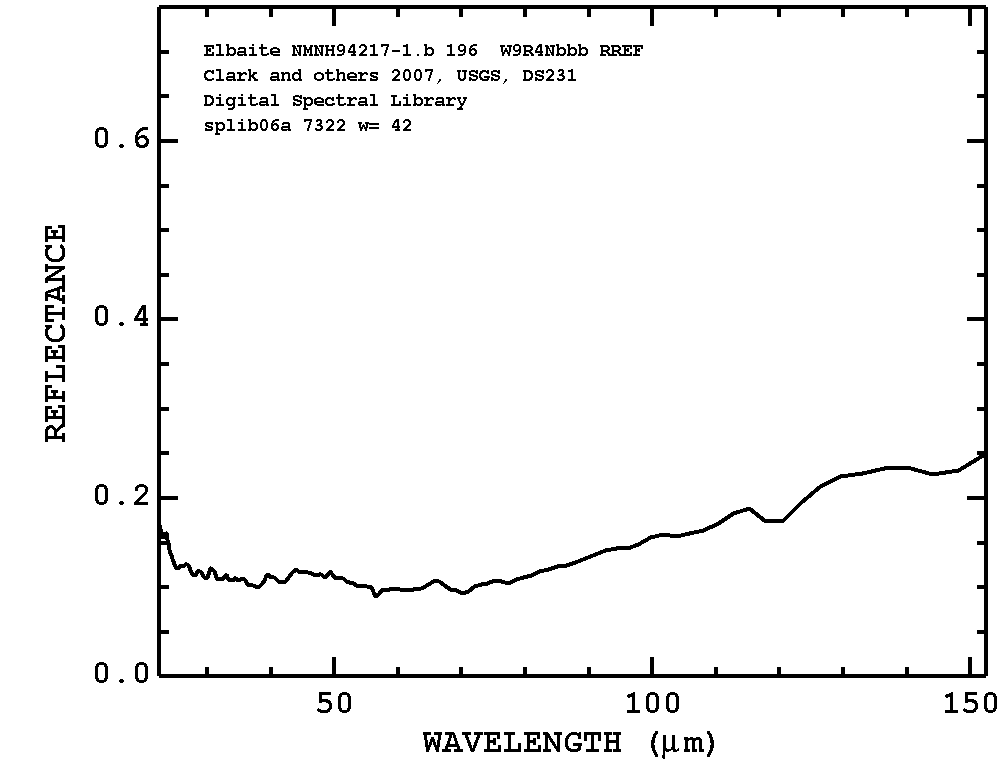 Elbaite NMNH94217-1.b 196 W9R4Nbbb RREF
Clark and others 2007, USGS, DS231
Digital Spectral Library
splib06a 7322 w= 42
0.6
0.4
0.2
0.0
REFLECTANCE
50 100 150
WAVELENGTH (μm)